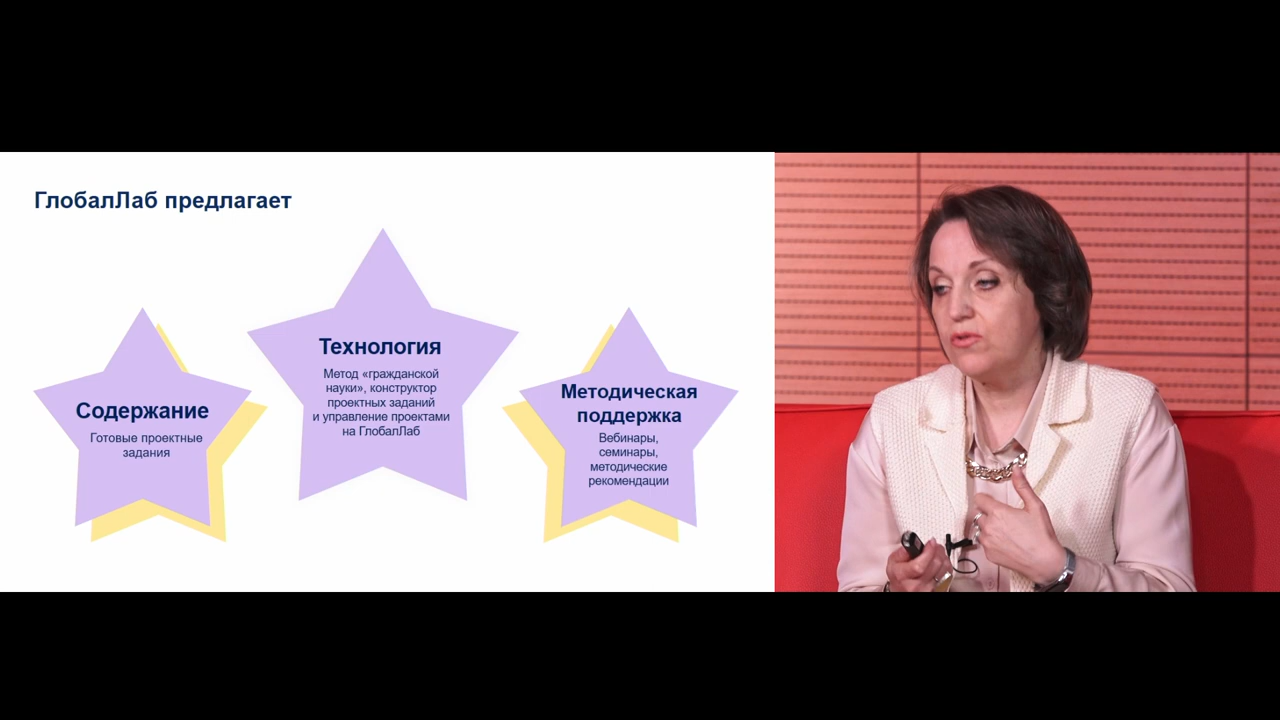 ГлобалЛаб предлагает
Содержание
Готовые проектные
задания
Технология
Метод «гражданской
науки», конструктор
проектных заданий
и управление проектами
на ГлобалЛаб
Методическая
поддержка
Вебинары,
семинары,
методические
рекомендации